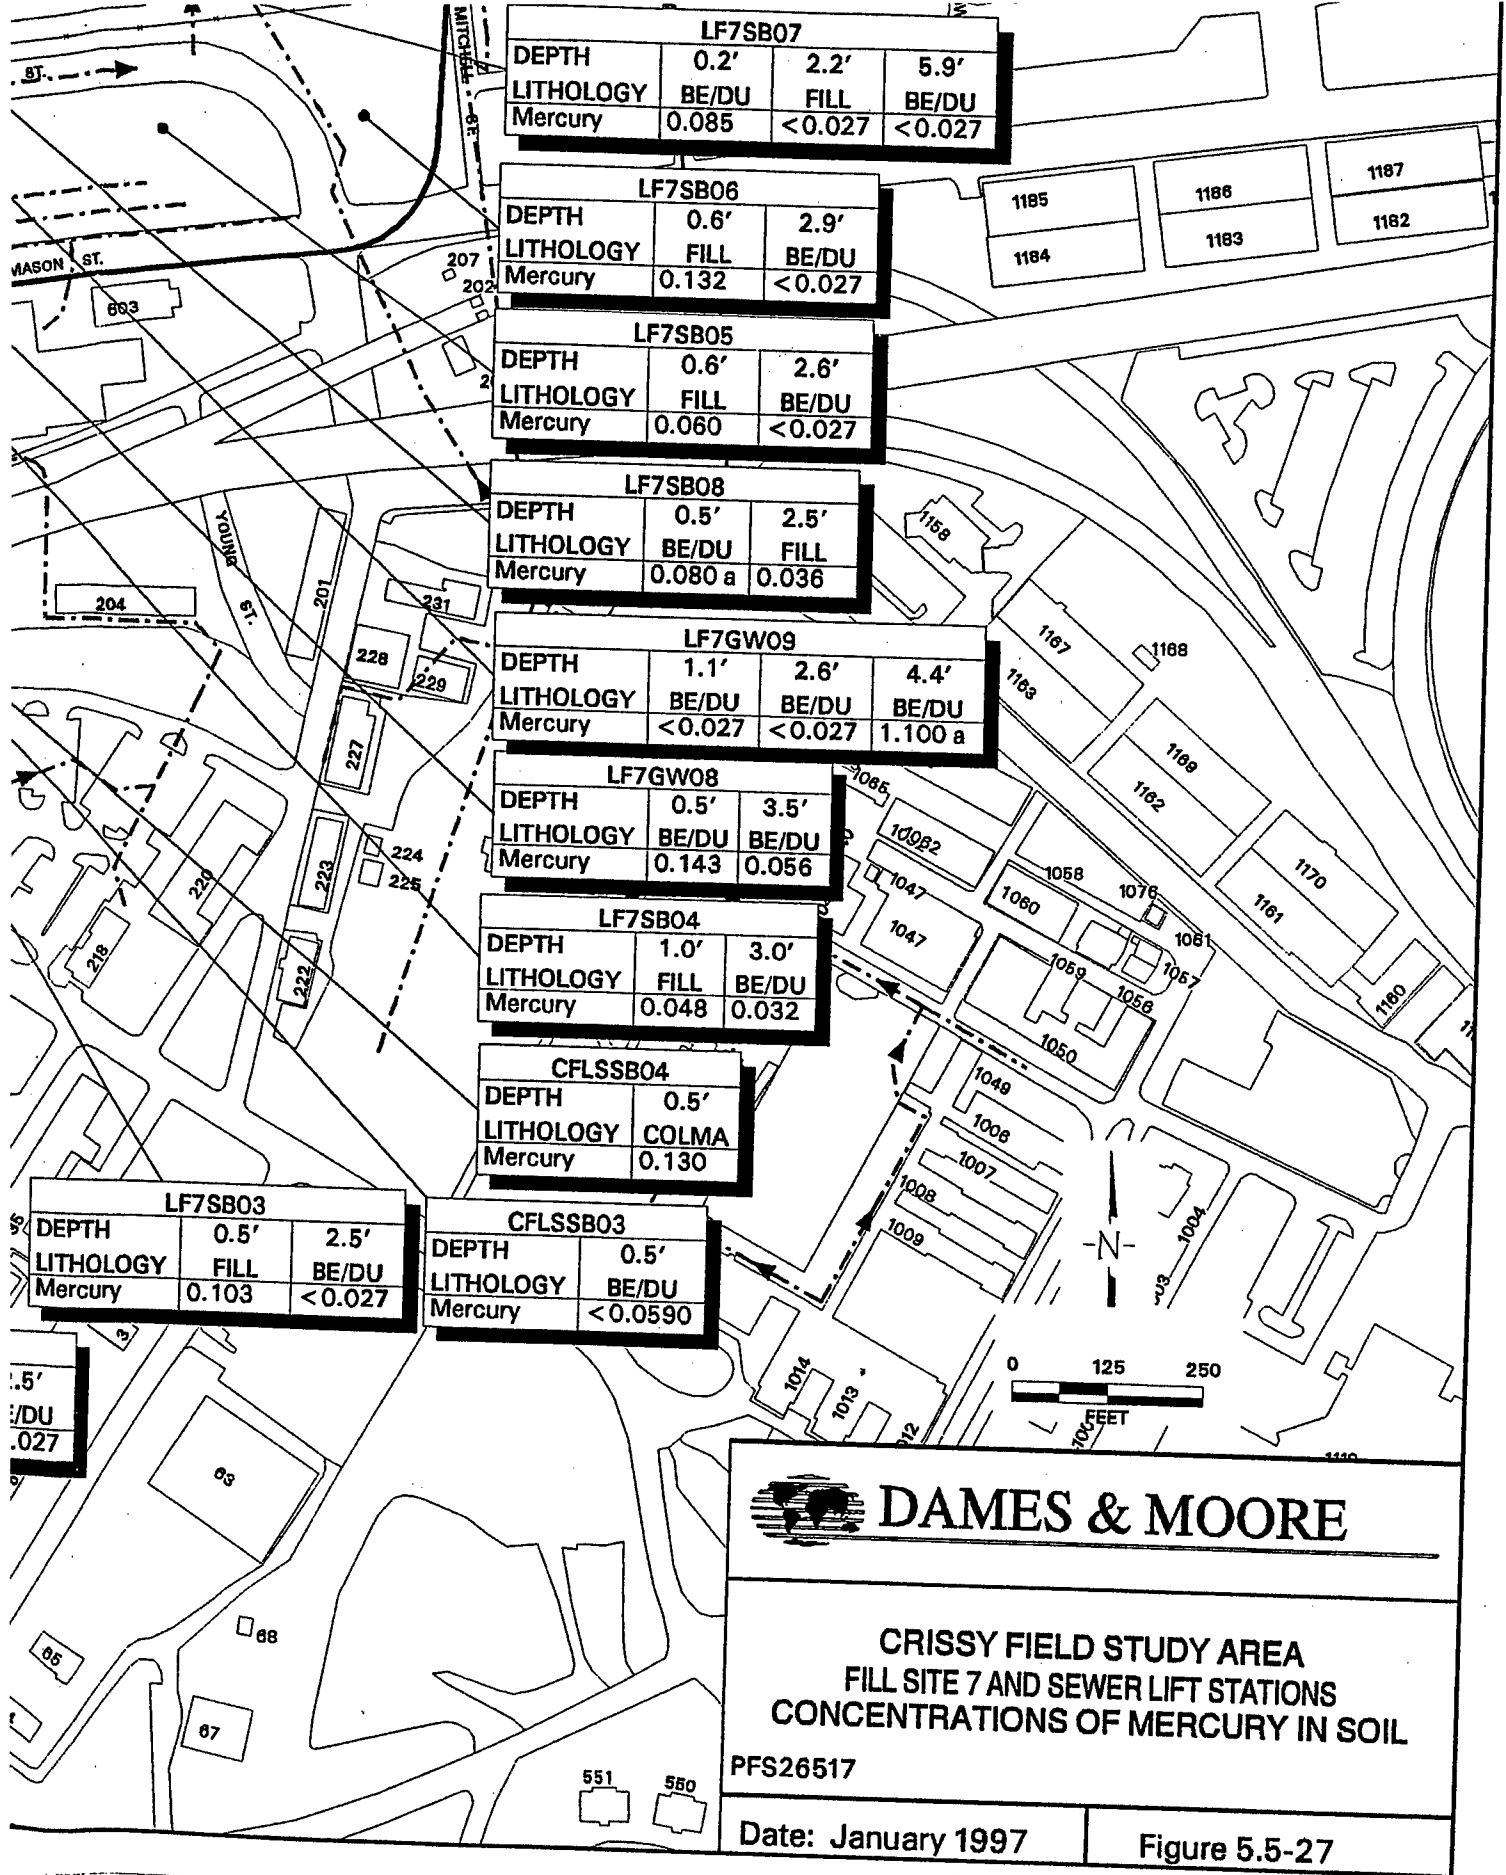 LF7SB07
DEPTH 0.2′ 2.2′ 5.9′
LITHOLOGY BE/DU FILL BE/DU
Mercury 0.085 <0.027 <0.027
LF7SB06
DEPTH 0.6′ 2.9′
LITHOLOGY FILL BE/DU
Mercury 0.132 <0.027
LF7SB05
DEPTH 0.6′ 2.6′
LITHOLOGY FILL BE/DU
Mercury 0.060 <0.027
LF7SB08
DEPTH 0.5′ 2.5′
LITHOLOGY BE/DU FILL
Mercury 0.080 a 0.036
LF7GW09
DEPTH 1.1′ 2.6′ 4.4′
LITHOLOGY BE/DU BE/DU BE/DU
Mercury <0.027 <0.027 1.100 a
LF7GW08
DEPTH 0.5′ 3.5′
LITHOLOGY BE/DU BE/DU
Mercury 0.143 0.056
LF7SB04
DEPTH 1.0′ 3.0′
LITHOLOGY FILL BE/DU
Mercury 0.048 0.032
CFLSSB04
DEPTH 0.5′
LITHOLOGY COLMA
Mercury 0.130
LF7SB03
DEPTH 0.5′ 2.5′
LITHOLOGY FILL BE/DU
Mercury 0.103 <0.027
CFLSSB03
DEPTH 0.5′
LITHOLOGY BE/DU
Mercury <0.0590
.5′
/DU
.027
ST.
MITCHELL ST.
MASON ST.
YOUNG ST.
603
207
202
204
201
231
228
229
227
224
225
223
220
222
218
63
68
65
67
551
550
1185
1184
1186
1183
1187
1182
1158
1167
1163
1168
1169
1162
1170
1161
1160
1065
1062
1047
1047
1058
1060
1076
1061
1057
1059
1056
1050
1049
1006
1007
1008
1009
1004
1014
1013
-N-
0 125 250
FEET
DAMES & MOORE
CRISSY FIELD STUDY AREA
FILL SITE 7 AND SEWER LIFT STATIONS
CONCENTRATIONS OF MERCURY IN SOIL
PFS26517
Date: January 1997
Figure 5.5-27